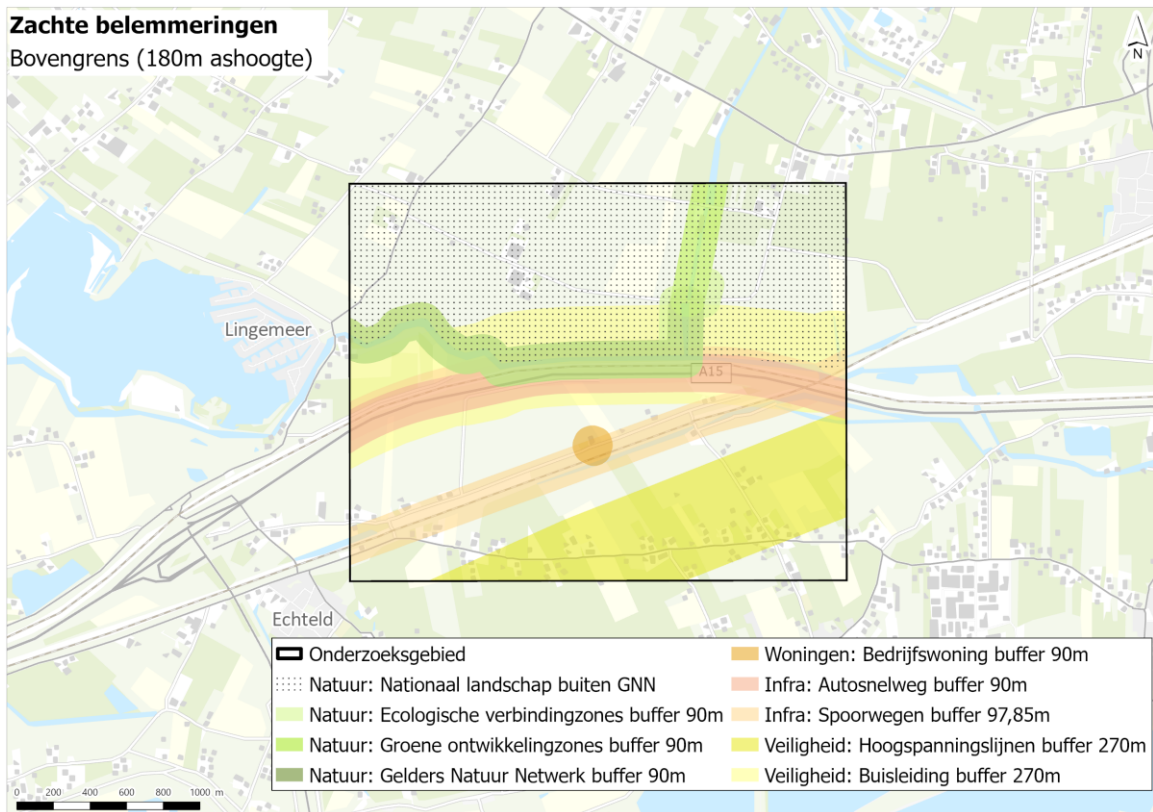 Zachte belemmeringen
Bovengrens (180m ashoogte)
N
Lingemeer
A15
Echteld
Onderzoeksgebied
Natuur: Nationaal landschap buiten GNN
Natuur: Ecologische verbindingzones buffer 90m
Natuur: Groene ontwikkelingzones buffer 90m
Natuur: Gelders Natuur Netwerk buffer 90m
Woningen: Bedrijfswoning buffer 90m
Infra: Autosnelweg buffer 90m
Infra: Spoorwegen buffer 97,85m
Veiligheid: Hoogspanningslijnen buffer 270m
Veiligheid: Buisleiding buffer 270m
0 200 400 600 800 1000 m